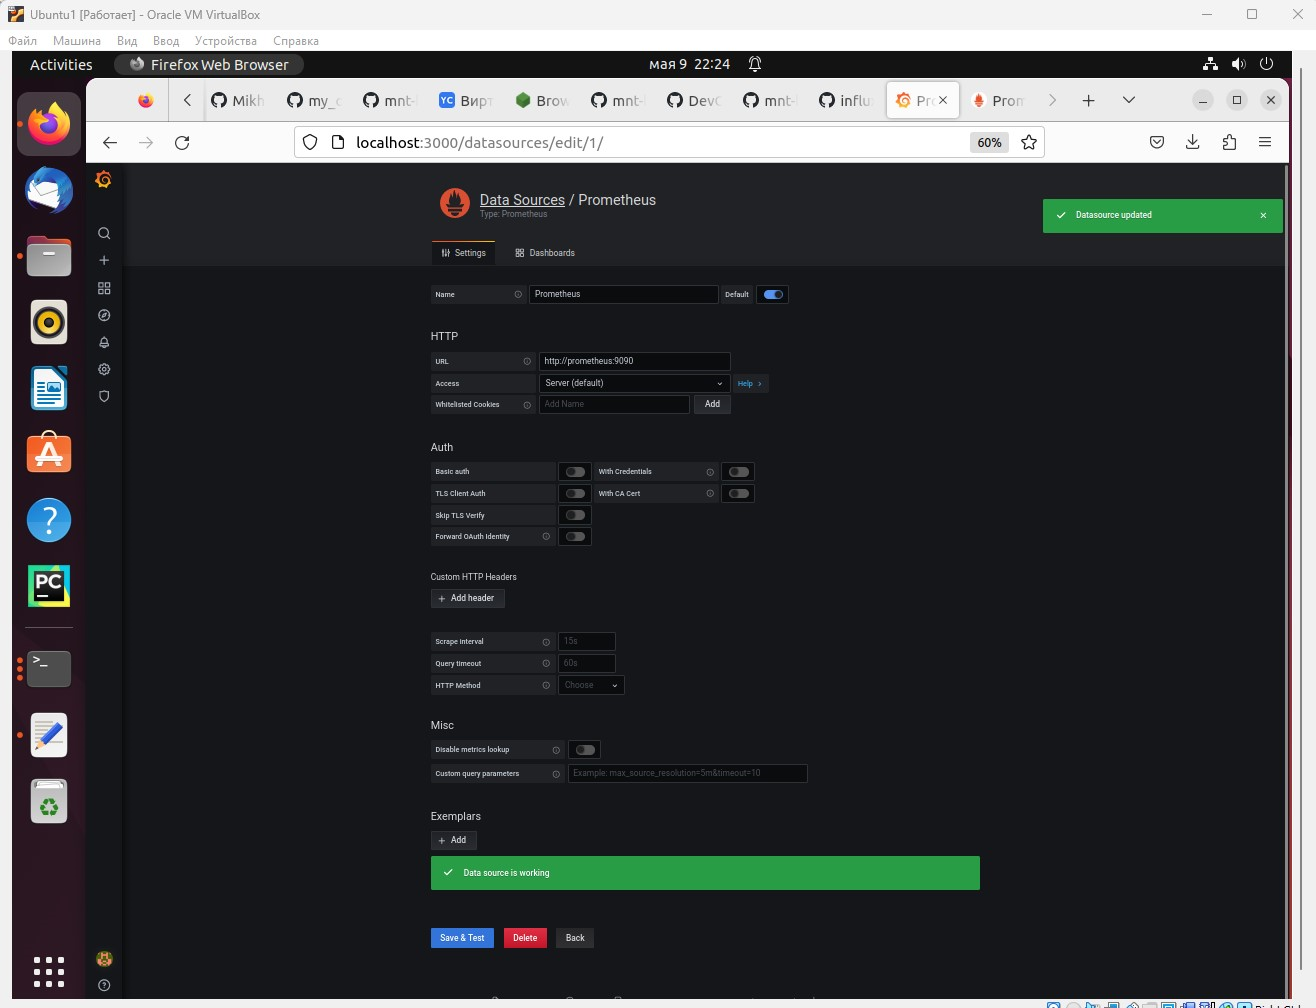 Ubuntu1 [Работает] - Oracle VM VirtualBox
Файл Машина Вид Ввод Устройства Справка
Activities Firefox Web Browser мая 9 22:24
Mikh my_c mnt- YC Вирт Brow mnt- DevO mnt- influ Pro Prom
localhost:3000/datasources/edit/1/ 60%
Data Sources / Prometheus
Type: Prometheus
Datasource updated
Settings Dashboards
Name Prometheus Default
HTTP
URL http://prometheus:9090
Access Server (default) Help >
Whitelisted Cookies Add Name Add
Auth
Basic auth With Credentials
TLS Client Auth With CA Cert
Skip TLS Verify
Forward OAuth Identity
Custom HTTP Headers
+ Add header
Scrape interval 15s
Query timeout 60s
HTTP Method Choose
Misc
Disable metrics lookup
Custom query parameters Example: max_source_resolution=5m&timeout=10
Exemplars
+ Add
Data source is working
Save & Test Delete Back
PC